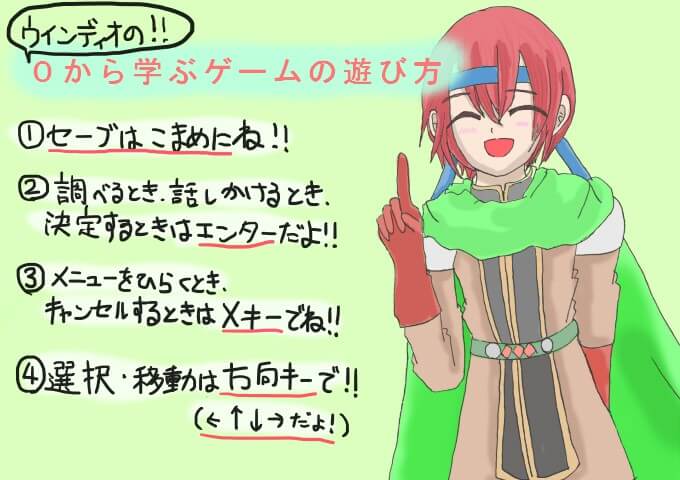 ウィンディオの!!
0から学ぶゲームの遊び方
①セーブはこまめにね!!
②調べるとき、話しかけるとき、
決定するときはエンターだよ!!
③メニューをひらくとき、
キャンセルするときはXキーでね!!
④選択・移動は方向キーで!!
(←↑↓→だよ!)